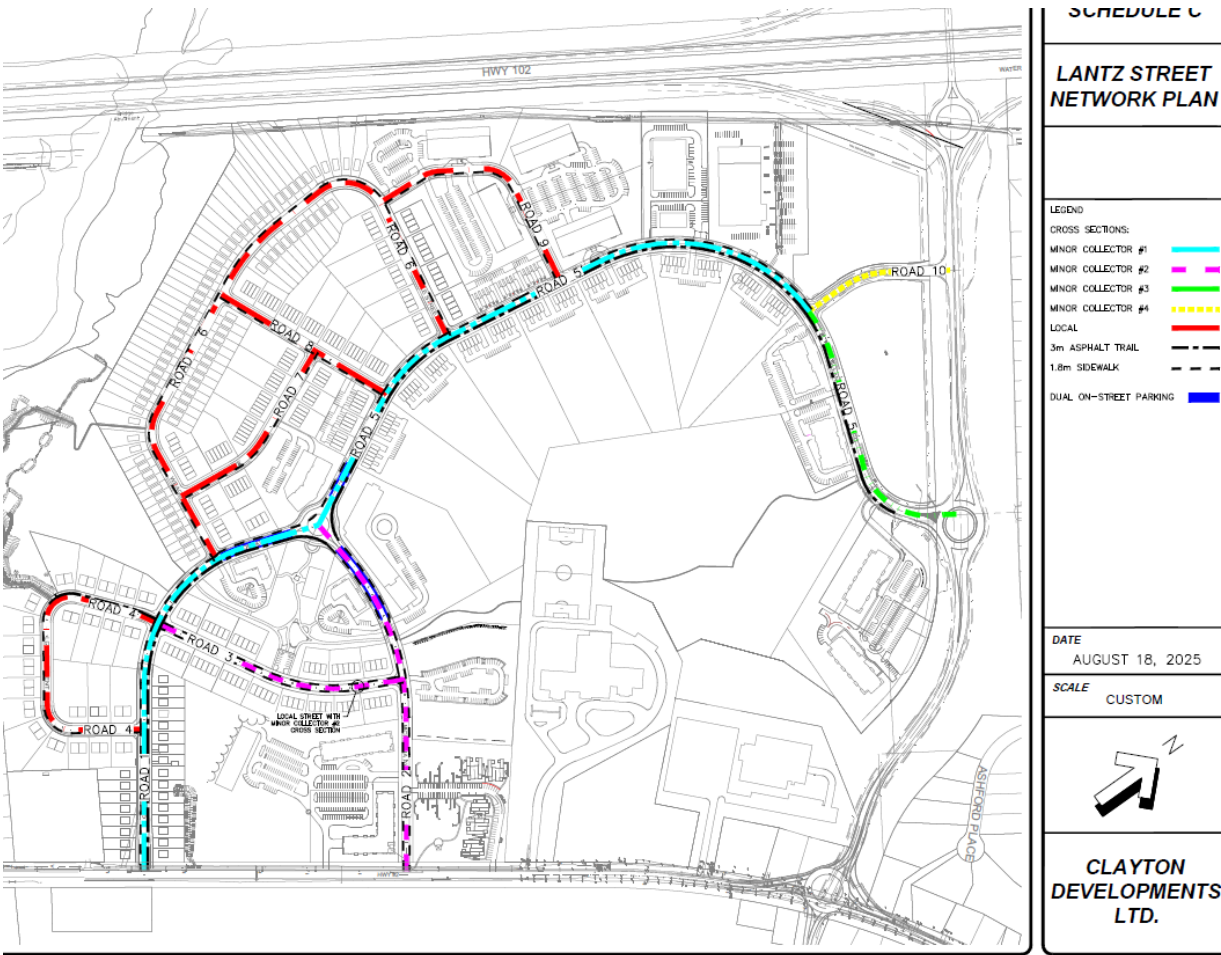 SCHEDULE C
LANTZ STREET
NETWORK PLAN
LEGEND
CROSS SECTIONS:
MINOR COLLECTOR #1
MINOR COLLECTOR #2
MINOR COLLECTOR #3
MINOR COLLECTOR #4
LOCAL
3m ASPHALT TRAIL
1.8m SIDEWALK
DUAL ON-STREET PARKING
DATE
AUGUST 18, 2025
SCALE
CUSTOM
N
CLAYTON
DEVELOPMENTS
LTD.
HWY 102
WATER
ROAD 9
ROAD 6
ROAD 5
ROAD 10
ROAD 8
ROAD 6
ROAD 7
ROAD 5
ROAD 5
ROAD 4
ROAD 3
LOCAL STREET WITH
MINOR COLLECTOR #2
CROSS SECTION
ROAD 4
ROAD 1
ROAD 2
ASHFORD PLACE